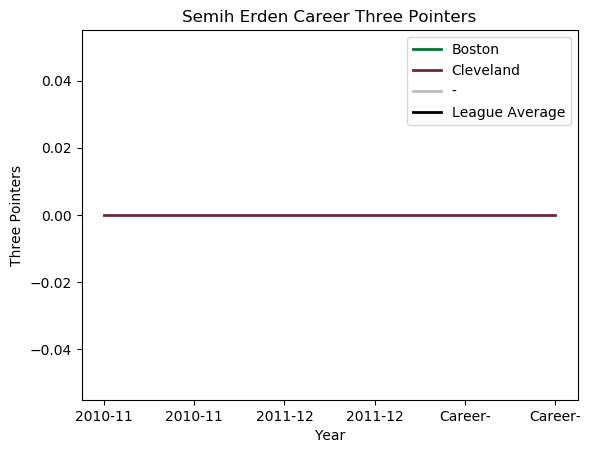 Semih Erden Career Three Pointers
Boston
Cleveland
-
League Average
Three Pointers
0.04
0.02
0.00
−0.02
−0.04
2010-11 2010-11 2011-12 2011-12 Career- Career-
Year